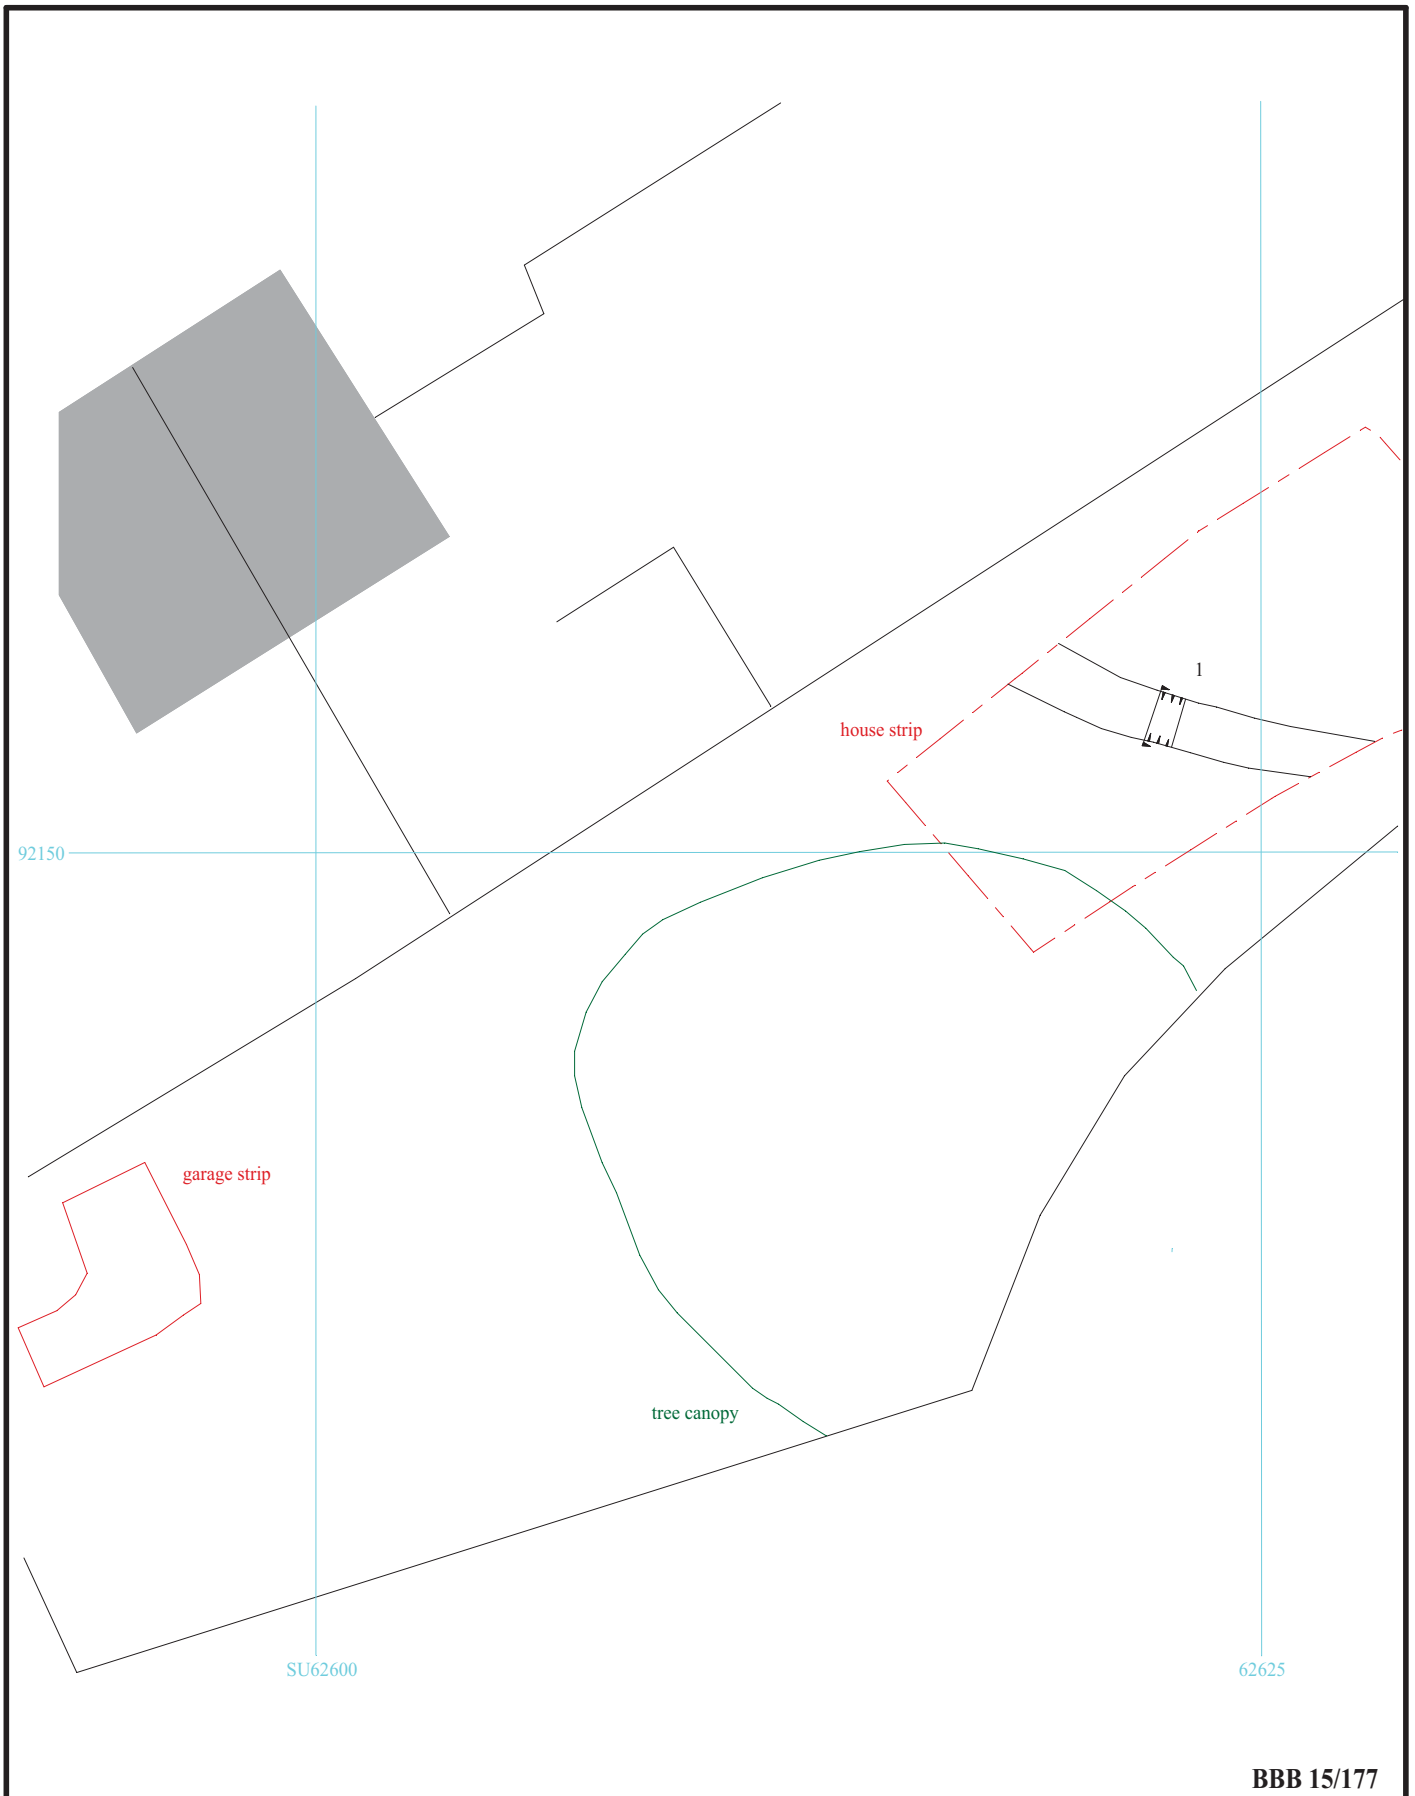 1
house strip
92150
garage strip
tree canopy
SU62600
62625
BBB 15/177